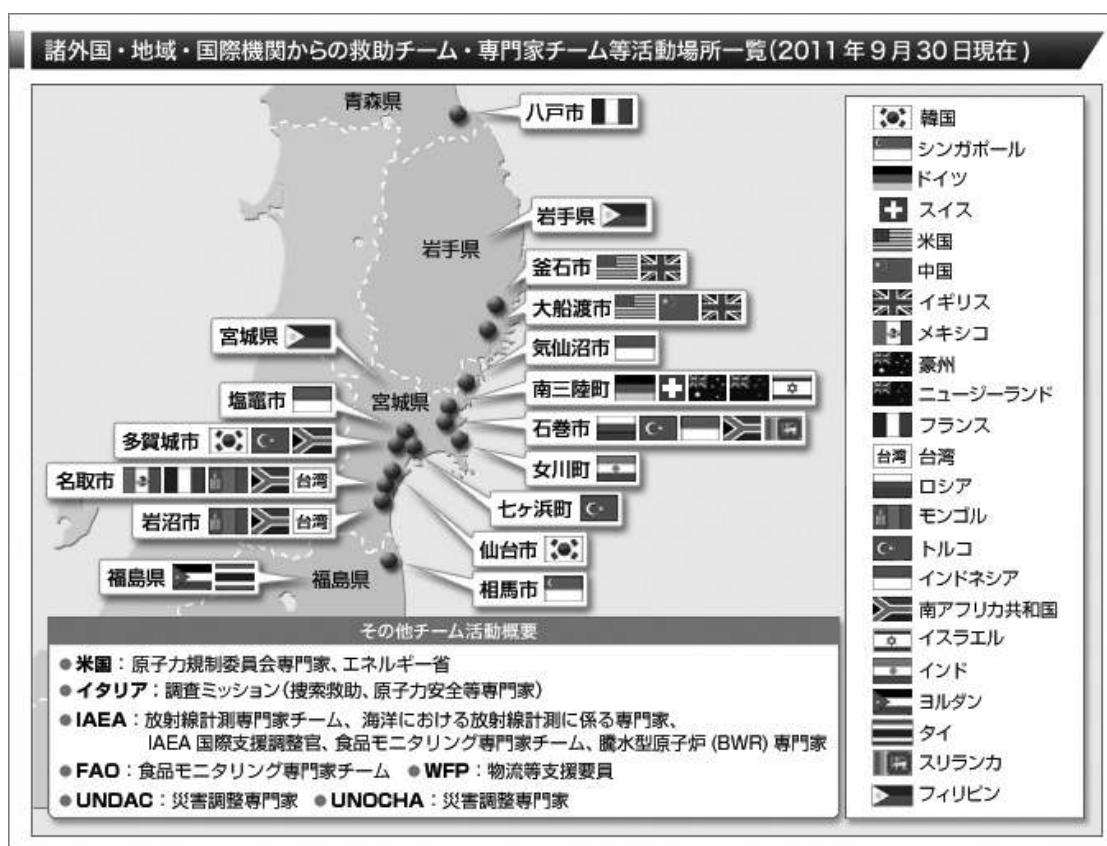 諸外国・地域・国際機関からの救助チーム・専門家チーム等活動場所一覧(2011年9月30日現在)
青森県
八戸市
岩手県
岩手県
釜石市
大船渡市
宮城県
気仙沼市
南三陸町
塩竈市
宮城県
石巻市
多賀城市
女川町
名取市 台湾
七ヶ浜町
岩沼市 台湾
仙台市
福島県
福島県
相馬市
韓国
シンガポール
ドイツ
スイス
米国
中国
イギリス
メキシコ
豪州
ニュージーランド
フランス
台湾 台湾
ロシア
モンゴル
トルコ
インドネシア
南アフリカ共和国
イスラエル
インド
ヨルダン
タイ
スリランカ
フィリピン
その他チーム活動概要
●米国：原子力規制委員会専門家、エネルギー省
●イタリア：調査ミッション(捜索救助、原子力安全等専門家)
●IAEA：放射線計測専門家チーム、海洋における放射線計測に係る専門家、
IAEA国際支援調整官、食品モニタリング専門家チーム、騰水型原子炉(BWR)専門家
●FAO：食品モニタリング専門家チーム ●WFP：物流等支援要員
●UNDAC：災害調整専門家 ●UNOCHA：災害調整専門家